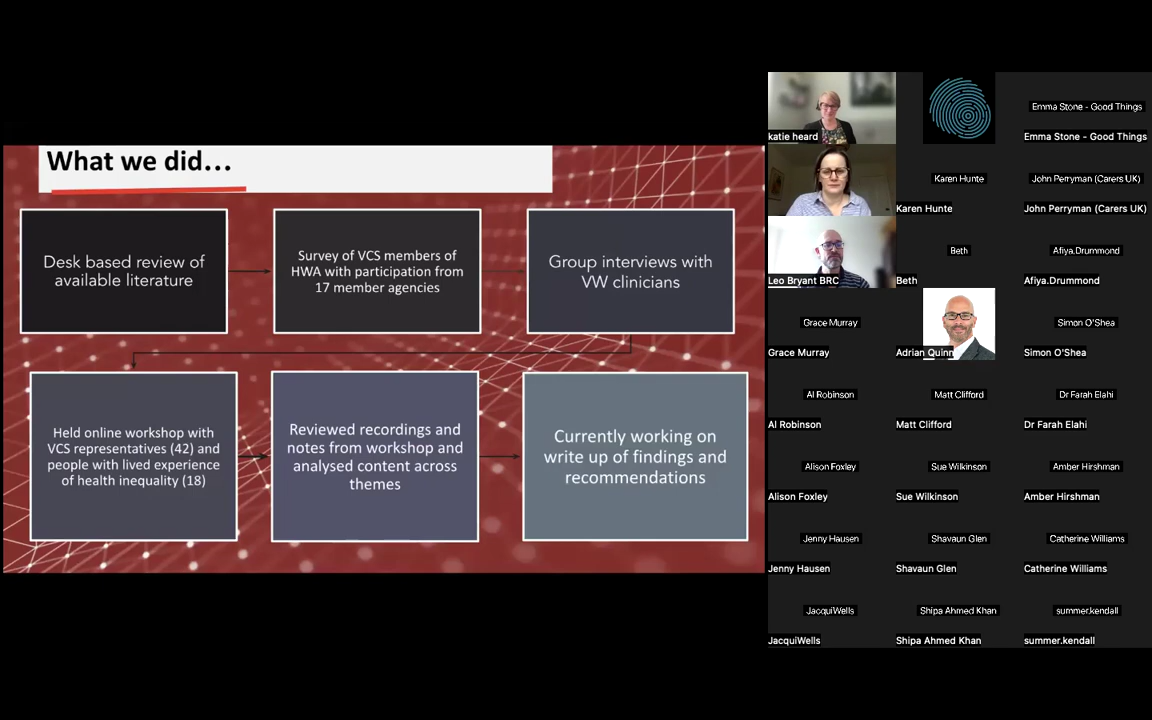 What we did...
Desk based review of
available literature
Survey of VCS members of
HWA with participation from
17 member agencies
Group interviews with
VW clinicians
Held online workshop with
VCS representatives (42) and
people with lived experience
of health inequality (18)
Reviewed recordings and
notes from workshop and
analysed content across
themes
Currently working on
write up of findings and
recommendations
katie heard
Emma Stone - Good Things
Emma Stone - Good Things
Karen Hunte
Karen Hunte
John Perryman (Carers UK)
John Perryman (Carers UK)
Leo Bryant BRC
Beth
Beth
Afiya.Drummond
Afiya.Drummond
Grace Murray
Grace Murray
Adrian Quinn
Simon O'Shea
Simon O'Shea
Al Robinson
Al Robinson
Matt Clifford
Matt Clifford
Dr Farah Elahi
Dr Farah Elahi
Alison Foxley
Alison Foxley
Sue Wilkinson
Sue Wilkinson
Amber Hirshman
Amber Hirshman
Jenny Hausen
Jenny Hausen
Shavaun Glen
Shavaun Glen
Catherine Williams
Catherine Williams
JacquiWells
JacquiWells
Shipa Ahmed Khan
Shipa Ahmed Khan
summer.kendall
summer.kendall